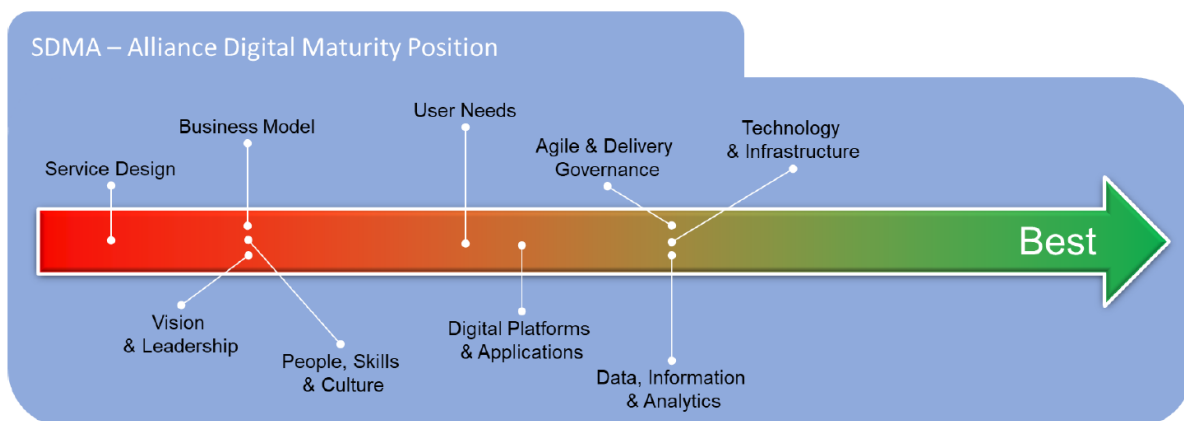 SDMA – Alliance Digital Maturity Position
Service Design
Business Model
User Needs
Agile & Delivery
Governance
Technology
& Infrastructure
Best
Vision
& Leadership
People, Skills
& Culture
Digital Platforms
& Applications
Data, Information
& Analytics